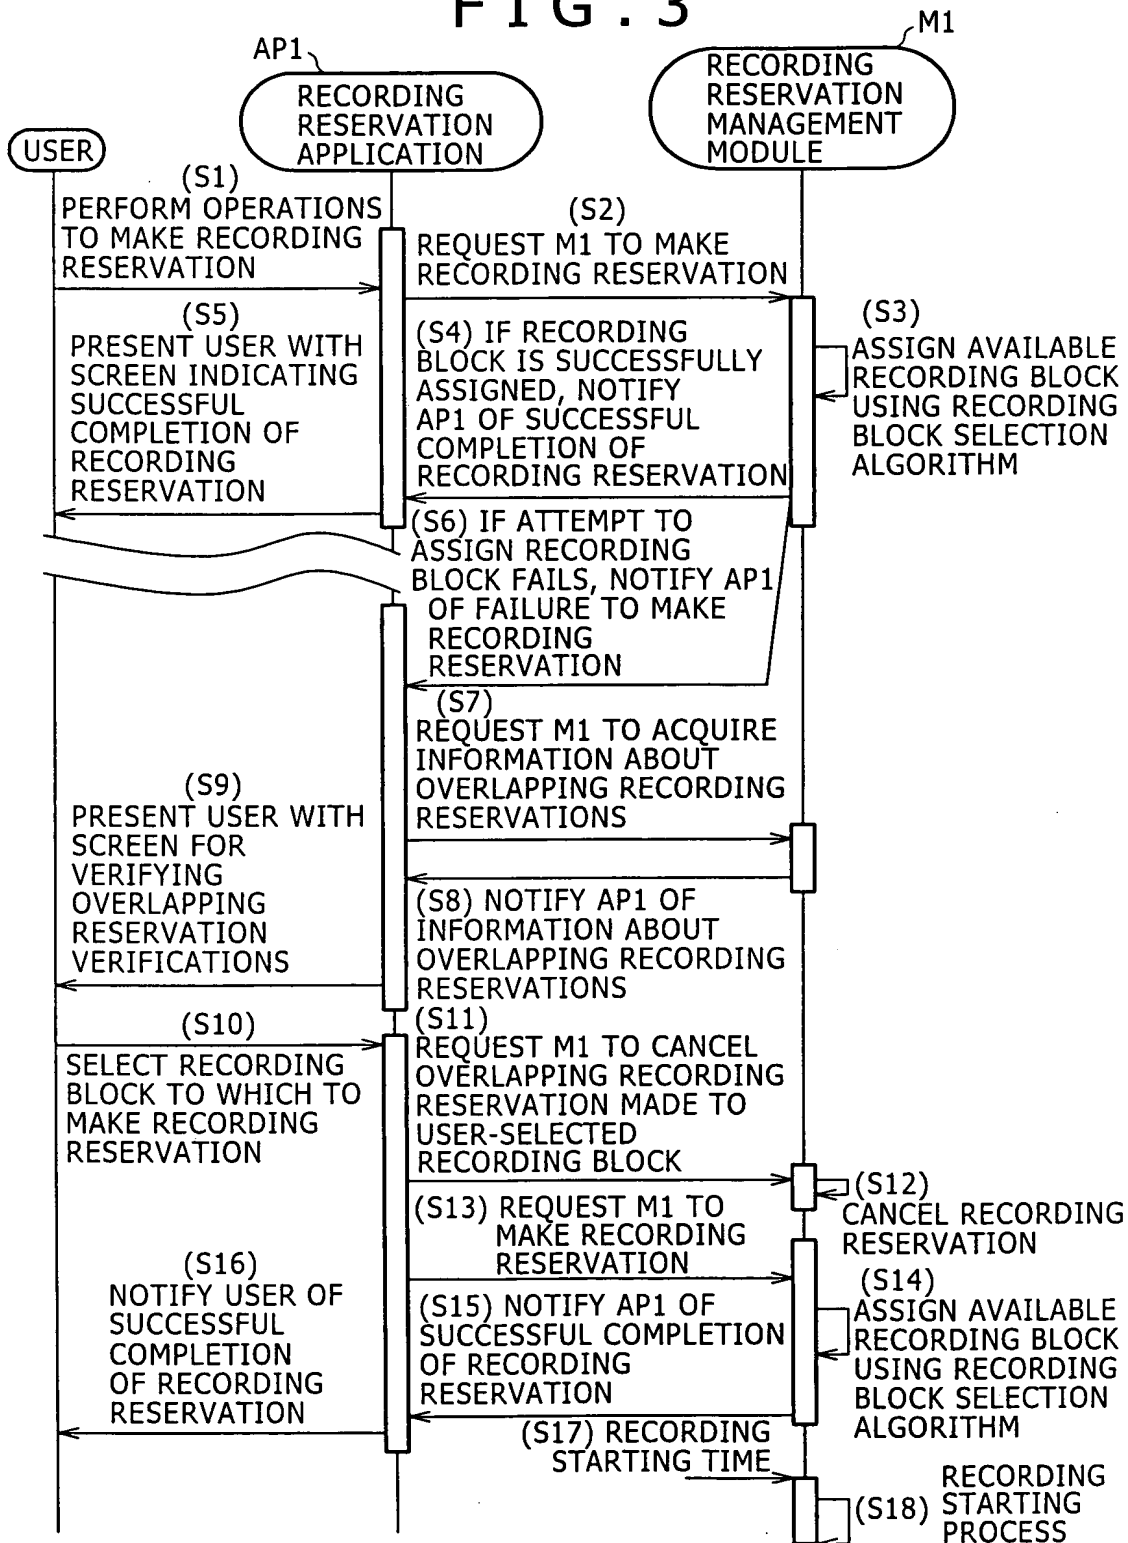 FIG.3
M1
AP1
RECORDING
RESERVATION
MANAGEMENT
MODULE
RECORDING
RESERVATION
APPLICATION
USER
(S1)
PERFORM OPERATIONS
TO MAKE RECORDING
RESERVATION
(S2)
REQUEST M1 TO MAKE
RECORDING RESERVATION
(S3)
ASSIGN AVAILABLE
RECORDING BLOCK
USING RECORDING
BLOCK SELECTION
ALGORITHM
(S4) IF RECORDING
BLOCK IS SUCCESSFULLY
ASSIGNED, NOTIFY
AP1 OF SUCCESSFUL
COMPLETION OF
RECORDING RESERVATION
(S5)
PRESENT USER WITH
SCREEN INDICATING
SUCCESSFUL
COMPLETION OF
RECORDING
RESERVATION
(S6) IF ATTEMPT TO
ASSIGN RECORDING
BLOCK FAILS, NOTIFY AP1
OF FAILURE TO MAKE
RECORDING
RESERVATION
(S7)
REQUEST M1 TO ACQUIRE
INFORMATION ABOUT
OVERLAPPING RECORDING
RESERVATIONS
(S8) NOTIFY AP1 OF
INFORMATION ABOUT
OVERLAPPING RECORDING
RESERVATIONS
(S9)
PRESENT USER WITH
SCREEN FOR
VERIFYING
OVERLAPPING
RESERVATION
VERIFICATIONS
(S10)
SELECT RECORDING
BLOCK TO WHICH TO
MAKE RECORDING
RESERVATION
(S11)
REQUEST M1 TO CANCEL
OVERLAPPING RECORDING
RESERVATION MADE TO
USER-SELECTED
RECORDING BLOCK
(S12)
CANCEL RECORDING
RESERVATION
(S13) REQUEST M1 TO
MAKE RECORDING
RESERVATION
(S14)
ASSIGN AVAILABLE
RECORDING BLOCK
USING RECORDING
BLOCK SELECTION
ALGORITHM
(S15) NOTIFY AP1 OF
SUCCESSFUL COMPLETION
OF RECORDING
RESERVATION
(S16)
NOTIFY USER OF
SUCCESSFUL
COMPLETION
OF RECORDING
RESERVATION
(S17) RECORDING
STARTING TIME
(S18) RECORDING
STARTING
PROCESS